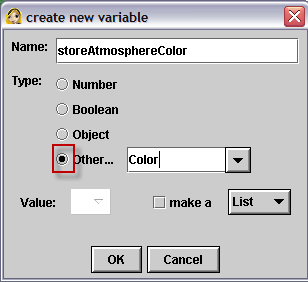 create new variable
Name: storeAtmosphereColor
Type: Number
Boolean
Object
Other... Color
Value: make a List
OK Cancel